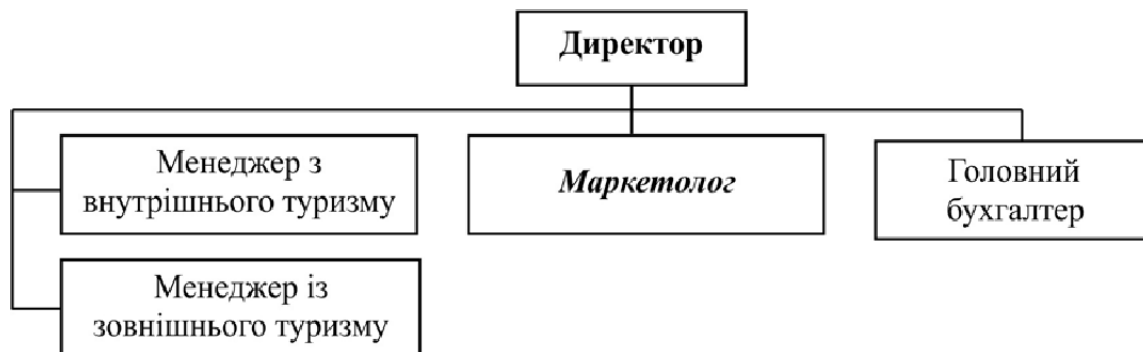 Директор
Менеджер з
внутрішнього туризму
Маркетолог
Головний
бухгалтер
Менеджер із
зовнішнього туризму